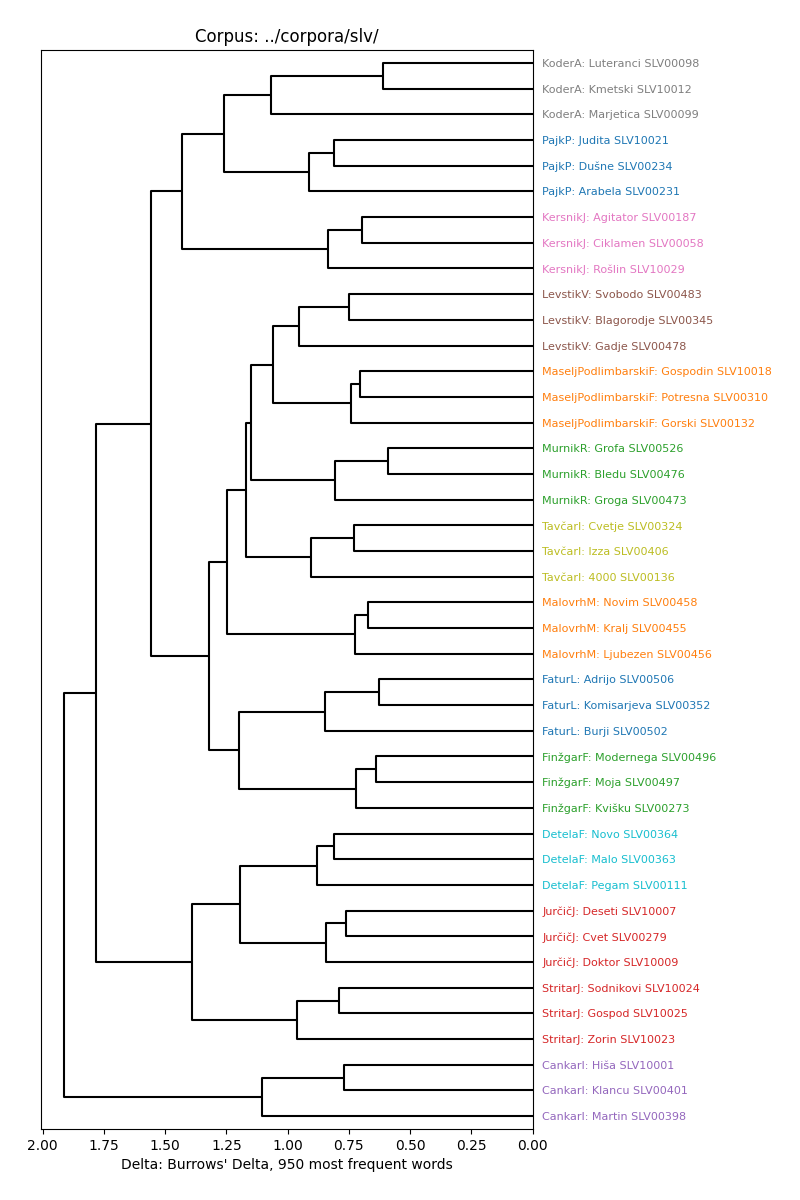 Corpus: ../corpora/slv/
KoderA: Luteranci SLV00098
KoderA: Kmetski SLV10012
KoderA: Marjetica SLV00099
PajkP: Judita SLV10021
PajkP: Dušne SLV00234
PajkP: Arabela SLV00231
KersnikJ: Agitator SLV00187
KersnikJ: Ciklamen SLV00058
KersnikJ: Rošlin SLV10029
LevstikV: Svobodo SLV00483
LevstikV: Blagorodje SLV00345
LevstikV: Gadje SLV00478
MaseljPodlimbarskiF: Gospodin SLV10018
MaseljPodlimbarskiF: Potresna SLV00310
MaseljPodlimbarskiF: Gorski SLV00132
MurnikR: Grofa SLV00526
MurnikR: Bledu SLV00476
MurnikR: Groga SLV00473
TavčarI: Cvetje SLV00324
TavčarI: Izza SLV00406
TavčarI: 4000 SLV00136
MalovrhM: Novim SLV00458
MalovrhM: Kralj SLV00455
MalovrhM: Ljubezen SLV00456
FaturL: Adrijo SLV00506
FaturL: Komisarjeva SLV00352
FaturL: Burji SLV00502
FinžgarF: Modernega SLV00496
FinžgarF: Moja SLV00497
FinžgarF: Kvišku SLV00273
DetelaF: Novo SLV00364
DetelaF: Malo SLV00363
DetelaF: Pegam SLV00111
JurčičJ: Deseti SLV10007
JurčičJ: Cvet SLV00279
JurčičJ: Doktor SLV10009
StritarJ: Sodnikovi SLV10024
StritarJ: Gospod SLV10025
StritarJ: Zorin SLV10023
CankarI: Hiša SLV10001
CankarI: Klancu SLV00401
CankarI: Martin SLV00398
2.00 1.75 1.50 1.25 1.00 0.75 0.50 0.25 0.00
Delta: Burrows' Delta, 950 most frequent words